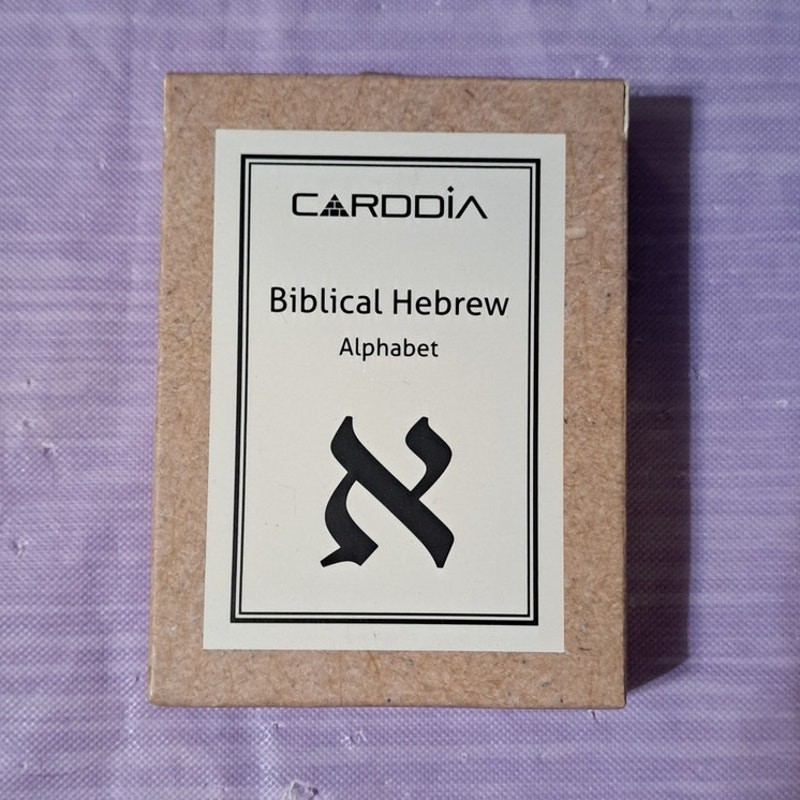 CARDDIA
Biblical Hebrew
Alphabet
א